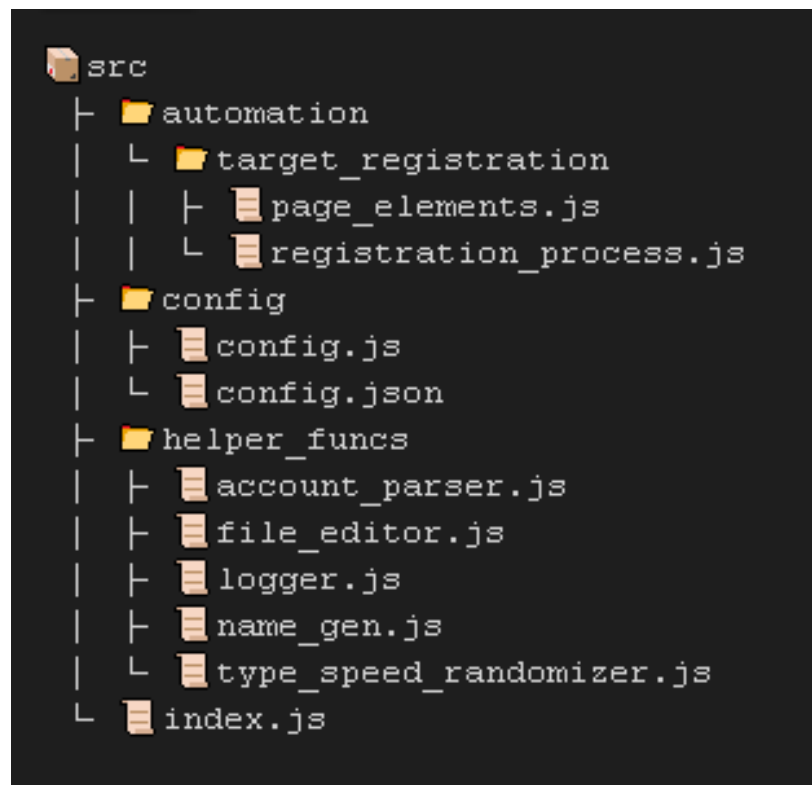 src
automation
target_registration
page_elements.js
registration_process.js
config
config.js
config.json
helper_funcs
account_parser.js
file_editor.js
logger.js
name_gen.js
type_speed_randomizer.js
index.js